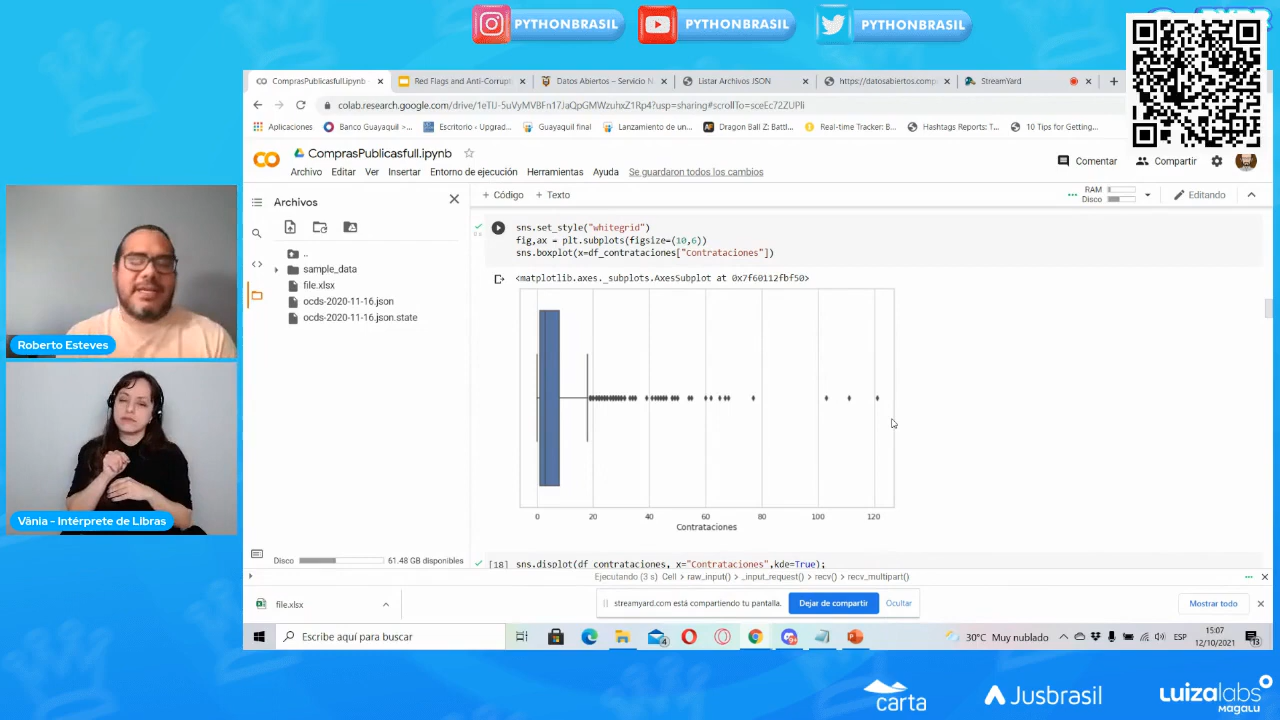 PYTHONBRASIL
PYTHONBRASIL
PYTHONBRASIL
ComprasPublicasfull.ipynb
Red Flags and Anti-Corrupt
Datos Abiertos – Servicio N
Listar Archivos JSON
https://datosabiertos.comp
StreamYard
colab.research.google.com/drive/1eTIJ-5uVyMVBFn17JaQpGMWzuhxZ1Rp4?usp=sharing#scrollTo=sceEc72ZUPli
Aplicaciones
Banco Guayaquil >...
Escritorio ‹ Upgrad...
Guayaquil final
Lanzamiento de un...
Dragon Ball Z: Battl...
Real-time Tracker: B...
Hashtags Reports: T...
10 Tips for Getting...
ComprasPublicasfull.ipynb
Comentar
Compartir
Archivo Editar Ver Insertar Entorno de ejecución Herramientas Ayuda Se guardaron todos los cambios
Archivos
+ Código + Texto
RAM
Disco
Editando
..
sample_data
file.xlsx
ocds-2020-11-16.json
ocds-2020-11-16.json.state
sns.set_style("whitegrid")
fig,ax = plt.subplots(figsize=(10,6))
sns.boxplot(x=df_contrataciones["Contrataciones"])
<matplotlib.axes._subplots.AxesSubplot at 0x7f60112fbf50>
0 20 40 60 80 100 120
Contrataciones
[18] sns.displot(df_contrataciones, x="Contrataciones",kde=True);
Disco
61.48 GB disponibles
Ejecutando (3 s) Cell > raw_input() > _input_request() > recv() > recv_multipart()
file.xlsx
streamyard.com está compartiendo tu pantalla.
Dejar de compartir
Ocultar
Mostrar todo
Escribe aquí para buscar
4
30°C Muy nublado
ESP
15:07
12/10/2021
13
Roberto Esteves
Vânia - Intérprete de Libras
carta
Jusbrasil
luizalabs
MAGALU